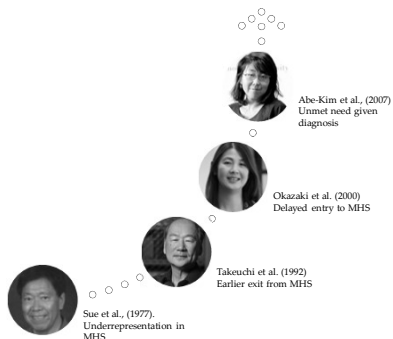 Abe-Kim et al., (2007)
Unmet need given
diagnosis
Okazaki et al. (2000)
Delayed entry to MHS
Takeuchi et al. (1992)
Earlier exit from MHS
Sue et al., (1977).
Underrepresentation in
MHS